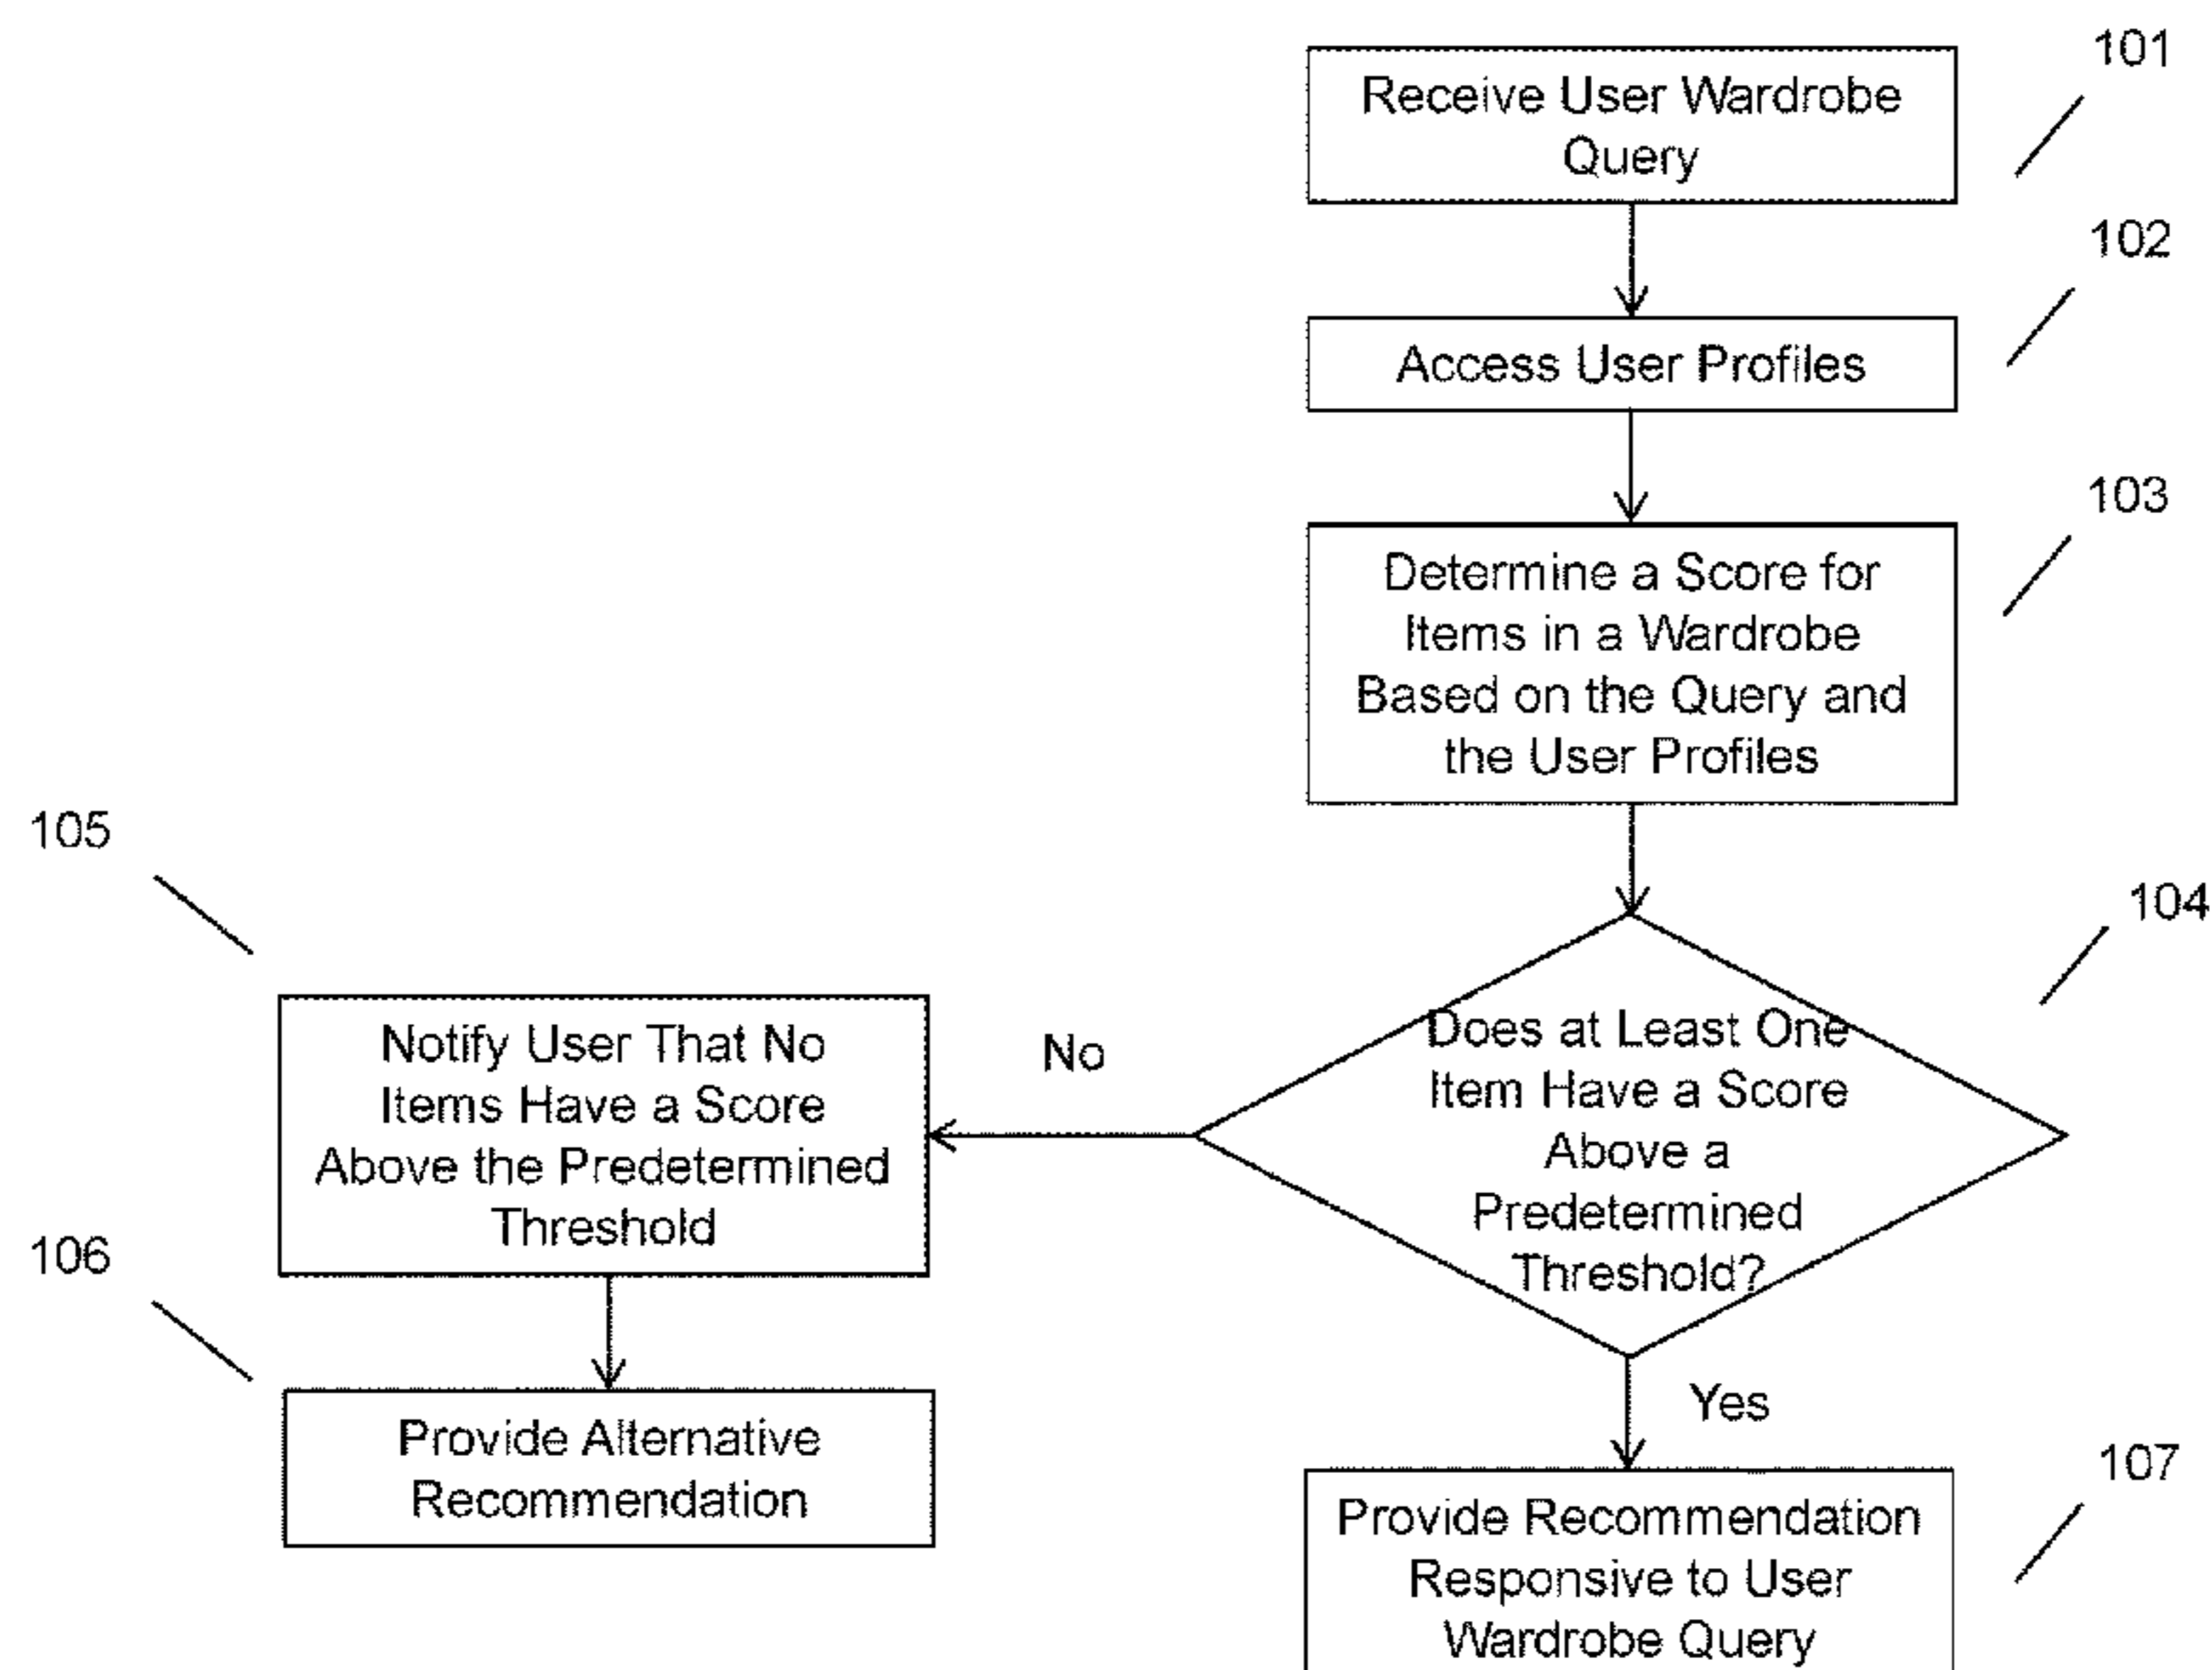 101
Receive User Wardrobe
Query
102
Access User Profiles
103
Determine a Score for
Items in a Wardrobe
Based on the Query and
the User Profiles
104
Does at Least One
Item Have a Score
Above a
Predetermined
Threshold?
No
105
Notify User That No
Items Have a Score
Above the Predetermined
Threshold
106
Provide Alternative
Recommendation
Yes
107
Provide Recommendation
Responsive to User
Wardrobe Query